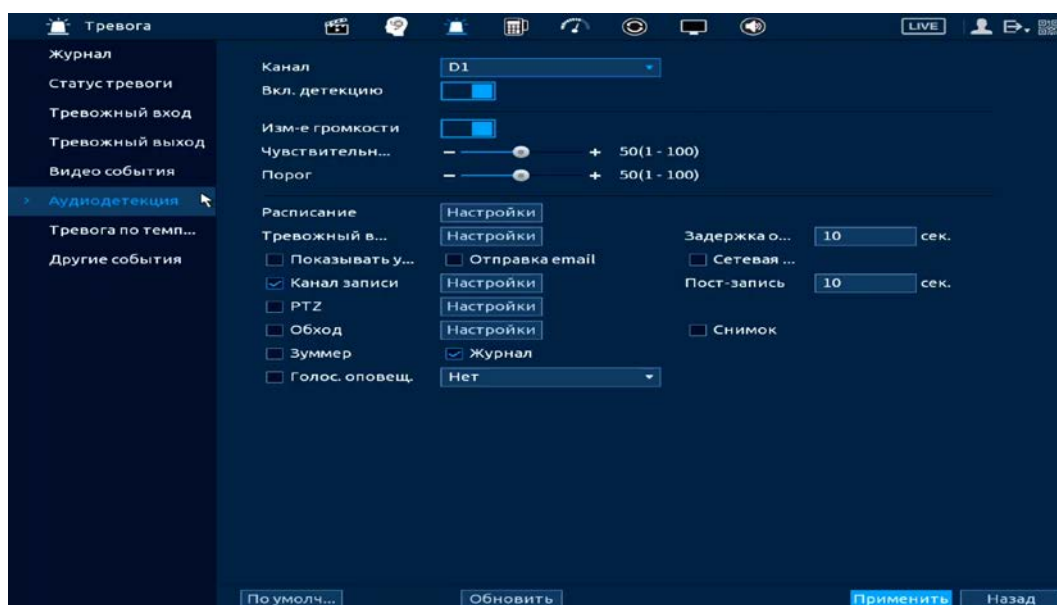 Тревога
LIVE
Журнал
Статус тревоги
Тревожный вход
Тревожный выход
Видео события
> Аудиодетекция
Тревога по темп...
Другие события
Канал D1
Вкл. детекцию
Изм-е громкости
Чувствительн... − + 50(1 - 100)
Порог − + 50(1 - 100)
Расписание Настройки
Тревожный в... Настройки Задержка о... 10 сек.
Показывать у... Отправка email Сетевая ...
Канал записи Настройки Пост-запись 10 сек.
PTZ Настройки
Обход Настройки Снимок
Зуммер Журнал
Голос. оповещ. Нет
По умолч... Обновить Применить Назад